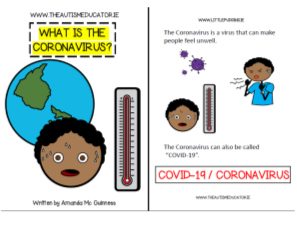 WWW.THEAUTISMEDUCATOR.IE
WHAT IS THE
CORONAVIRUS?
Written by Amanda Mc Guinness
The Coronavirus is a virus that can make
people feel unwell.
The Coronavirus can also be called
"COVID-19".
COVID-19 / CORONAVIRUS
WWW.THEAUTISMEDUCATOR.IE